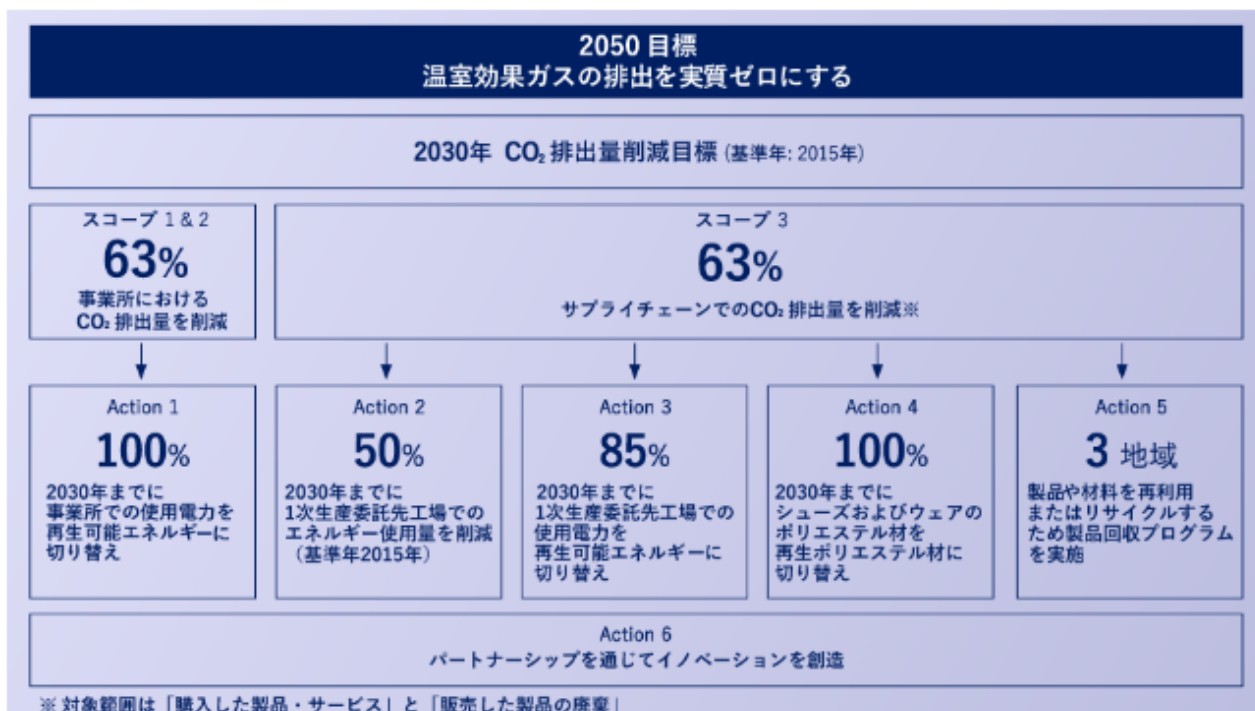 2050 目標
温室効果ガスの排出を実質ゼロにする
2030年 CO₂ 排出量削減目標 (基準年: 2015年)
スコープ 1 & 2
63%
事業所における
CO₂ 排出量を削減
スコープ 3
63%
サプライチェーンでのCO₂ 排出量を削減※
Action 1
100%
2030年までに
事業所での使用電力を
再生可能エネルギーに
切り替え
Action 2
50%
2030年までに
1次生産委託先工場での
エネルギー使用量を削減
(基準年2015年)
Action 3
85%
2030年までに
1次生産委託先工場での
使用電力を
再生可能エネルギーに
切り替え
Action 4
100%
2030年までに
シューズおよびウェアの
ポリエステル材を
再生ポリエステル材に
切り替え
Action 5
3 地域
製品や材料を再利用
またはリサイクルする
ため製品回収プログラム
を実施
Action 6
パートナーシップを通じてイノベーションを創造
※ 対象範囲は「購入した製品・サービス」と「販売した製品の廃棄」